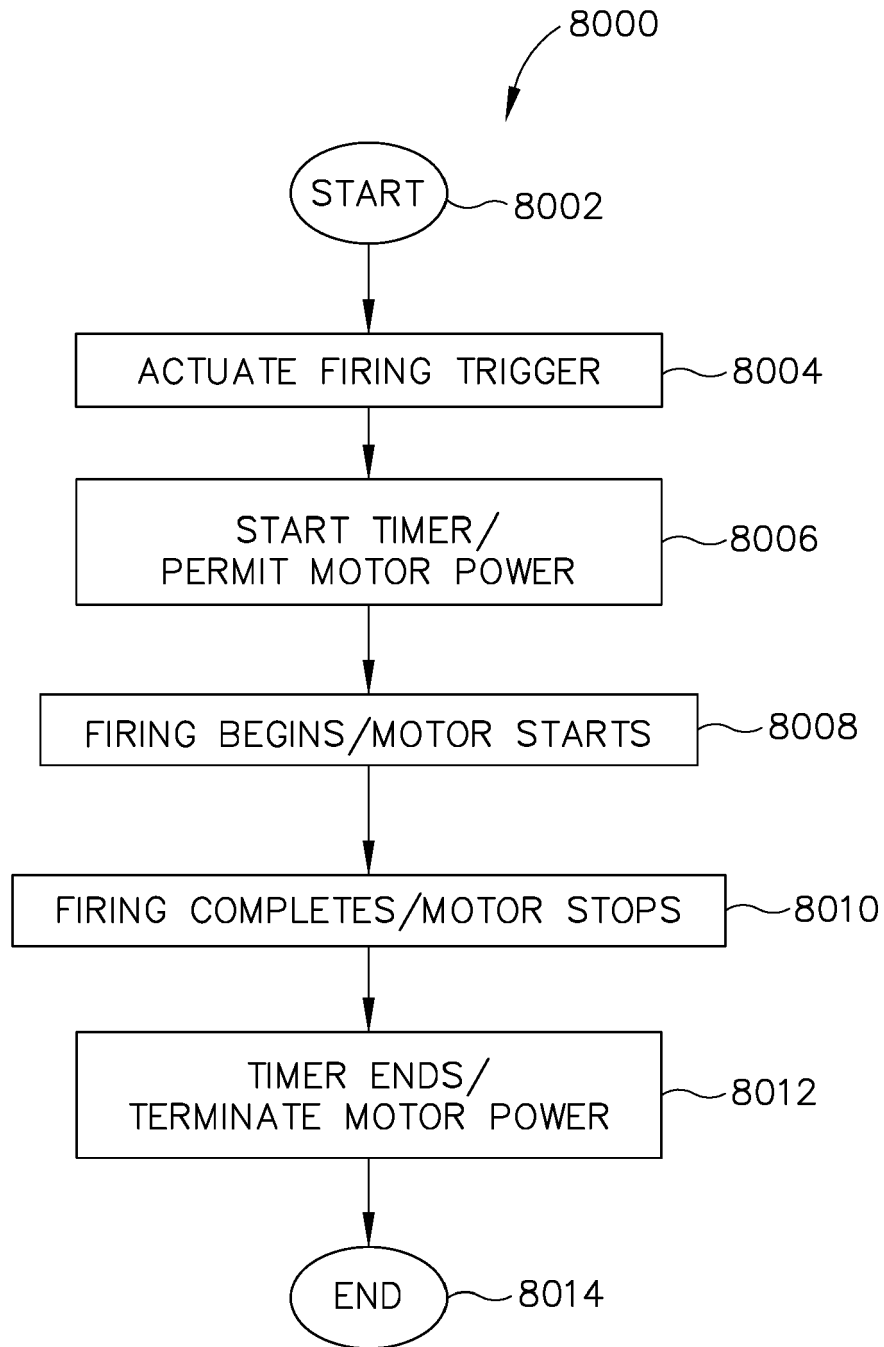 8000
START
8002
ACTUATE FIRING TRIGGER
8004
START TIMER/
PERMIT MOTOR POWER
8006
FIRING BEGINS/MOTOR STARTS
8008
FIRING COMPLETES/MOTOR STOPS
8010
TIMER ENDS/
TERMINATE MOTOR POWER
8012
END
8014